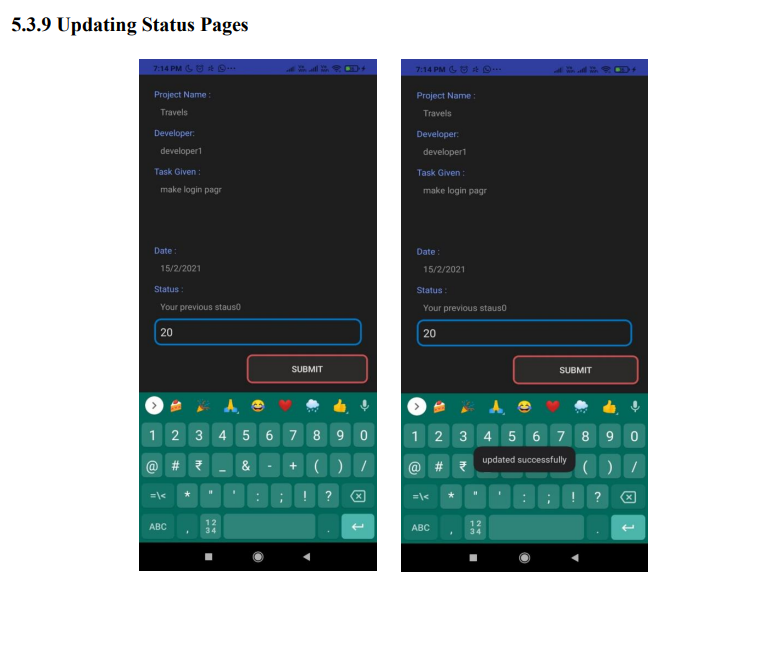 5.3.9 Updating Status Pages
7:14 PM
Project Name :
Travels
Developer:
developer1
Task Given :
make login pagr
Date :
15/2/2021
Status :
Your previous staus0
20
SUBMIT
1 2 3 4 5 6 7 8 9 0
@ # ₹ _ & - + ( ) /
=\< * " ' : ; ! ?
ABC , 12 .
34
7:14 PM
Project Name :
Travels
Developer:
developer1
Task Given :
make login pagr
Date :
15/2/2021
Status :
Your previous staus0
20
SUBMIT
1 2 3 4 5 6 7 8 9 0
@ # ₹ updated successfully ( ) /
=\< * " ' : ; ! ?
ABC , 12 .
34